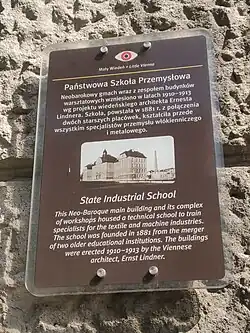 Mały Wiedeń • Little Vienna
Państwowa Szkoła Przemysłowa
Neobarokowy gmach wraz z zespołem budynków
warsztatowych wzniesiono w latach 1910-1913
wg projektu wiedeńskiego architekta Ernesta
Lindnera. Szkoła, powstała w 1881 r. z połączenia
dwóch starszych placówek, kształciła przede
wszystkim specjalistów przemysłu włókienniczego
i metalowego.
State Industrial School
This Neo-Baroque main building and its complex
of workshops housed a technical school to train
specialists for the textile and machine industries.
The school was founded in 1881 from the merger
of two older educational institutions. The buildings
were erected 1910-1913 by the Viennese
architect, Ernst Lindner.